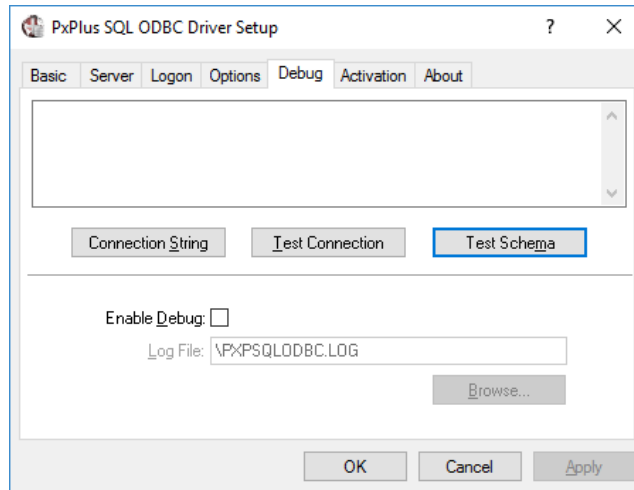 PxPlus SQL ODBC Driver Setup ?
Basic Server Logon Options Debug Activation About
Connection String Test Connection Test Schema
Enable Debug:
Log File: \PXPSQLODBC.LOG
Browse...
OK Cancel Apply